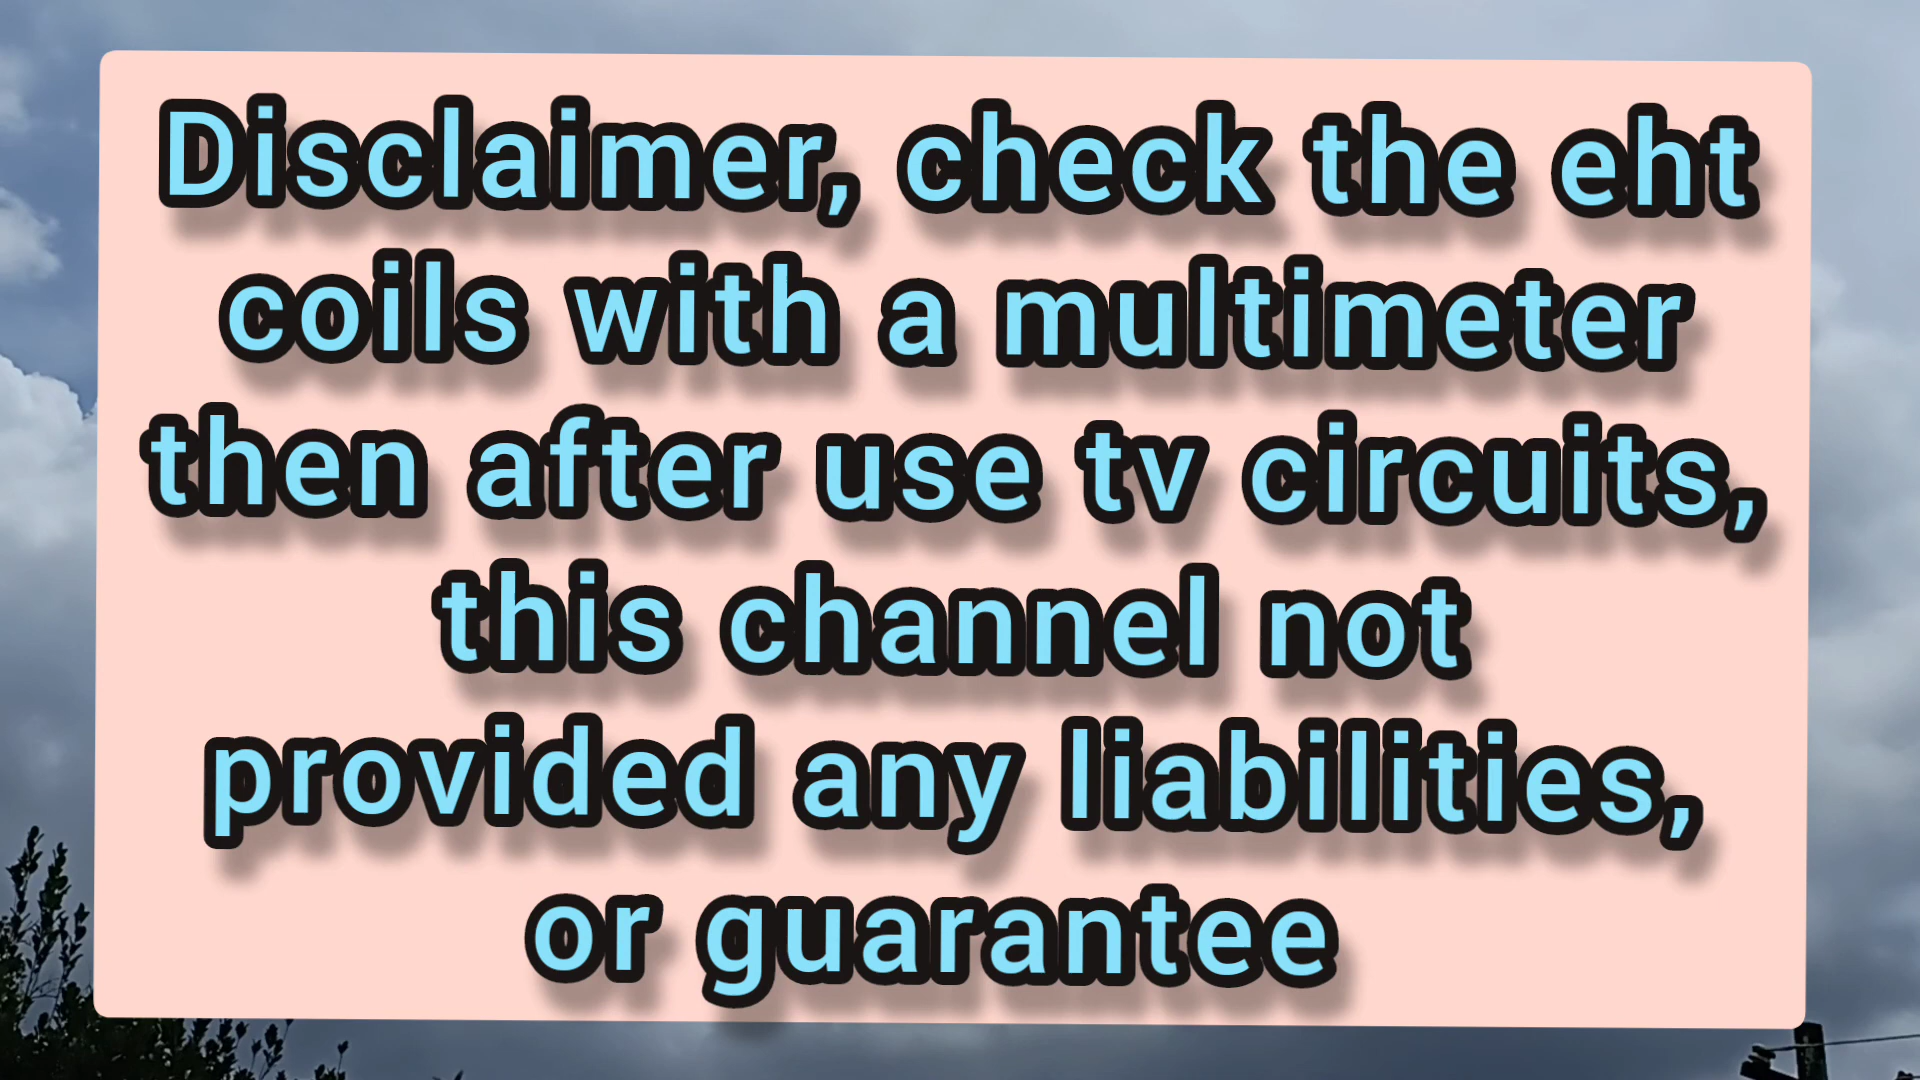 Disclaimer, check the eht
coils with a multimeter
then after use tv circuits,
this channel not
provided any liabilities,
or guarantee